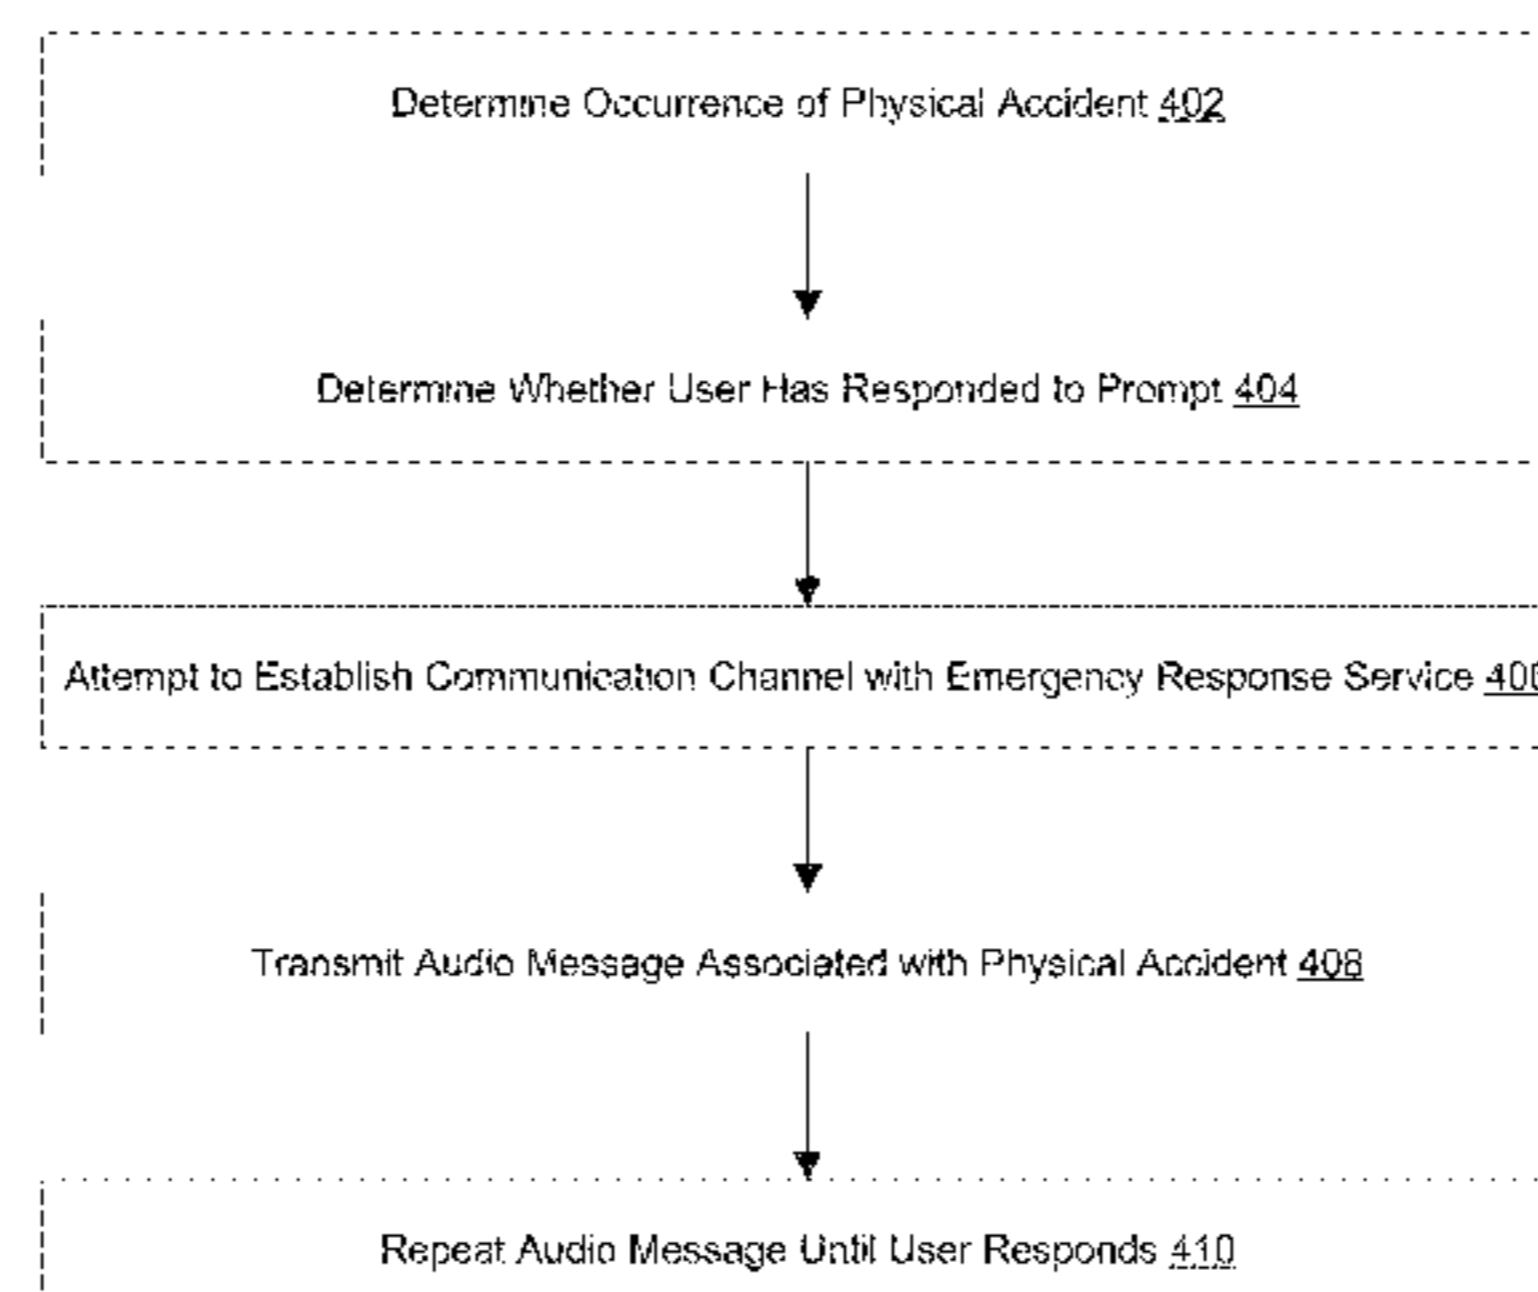 Determine Occurrence of Physical Accident 402
Determine Whether User Has Responded to Prompt 404
Attempt to Establish Communication Channel with Emergency Response Service
Transmit Audio Message Associated with Physical Accident 408
Repeat Audio Message Until User Responds 410